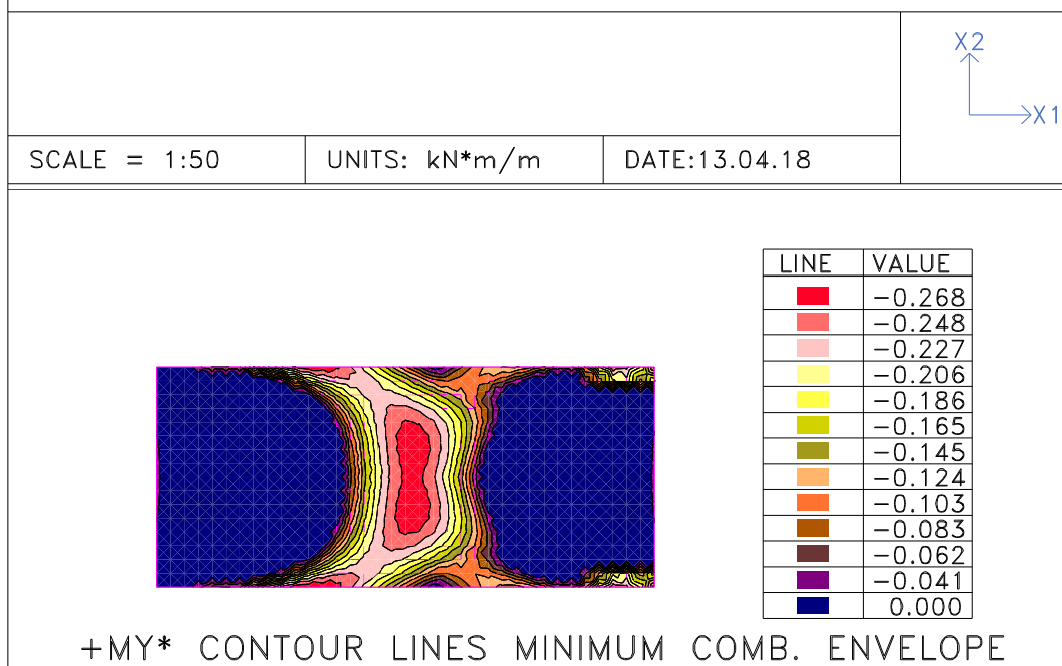 X2
X1
SCALE = 1:50 UNITS: kN*m/m DATE:13.04.18
LINE VALUE
-0.268
-0.248
-0.227
-0.206
-0.186
-0.165
-0.145
-0.124
-0.103
-0.083
-0.062
-0.041
0.000
+MY* CONTOUR LINES MINIMUM COMB. ENVELOPE